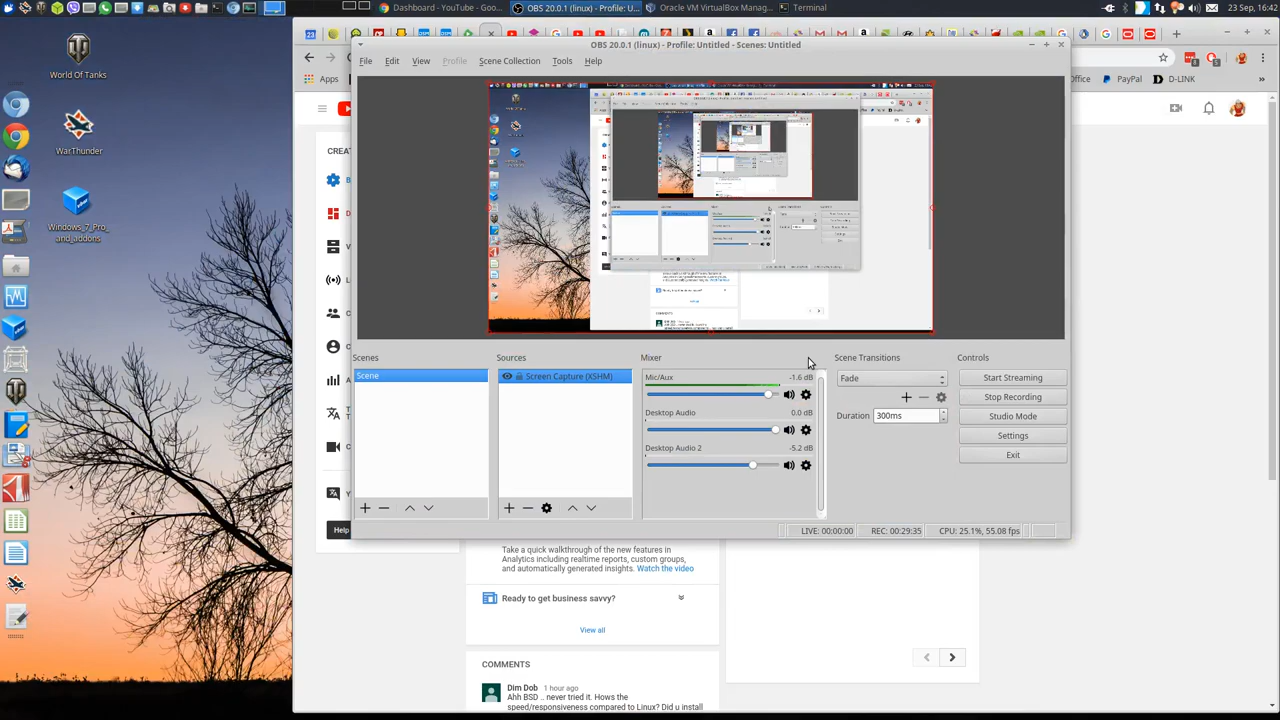 Dashboard - YouTube - Goo...
OBS 20.0.1 (linux) - Profile: U...
Oracle VM VirtualBox Manag...
Terminal
23 Sep, 16:42
World Of Tanks
WarThunder
Windows_7_Pro_
and_addons
OBS 20.0.1 (linux) - Profile: Untitled - Scenes: Untitled
File Edit View Profile Scene Collection Tools Help
Apps
Office
PayPal
D-LINK
CREA
Scenes
Scene
Sources
Screen Capture (XSHM)
Mixer
Mic/Aux -1.6 dB
Desktop Audio 0.0 dB
Desktop Audio 2 -5.2 dB
Scene Transitions
Fade
Duration 300ms
Controls
Start Streaming
Stop Recording
Studio Mode
Settings
Exit
LIVE: 00:00:00 REC: 00:29:35 CPU: 25.1%, 55.08 fps
Help
Take a quick walkthrough of the new features in
Analytics including realtime reports, custom groups,
and automatically generated insights. Watch the video
Ready to get business savvy?
View all
COMMENTS
Dim Dob 1 hour ago
Ahh BSD .. never tried it. Hows the
speed/responsiveness compared to Linux? Did u install